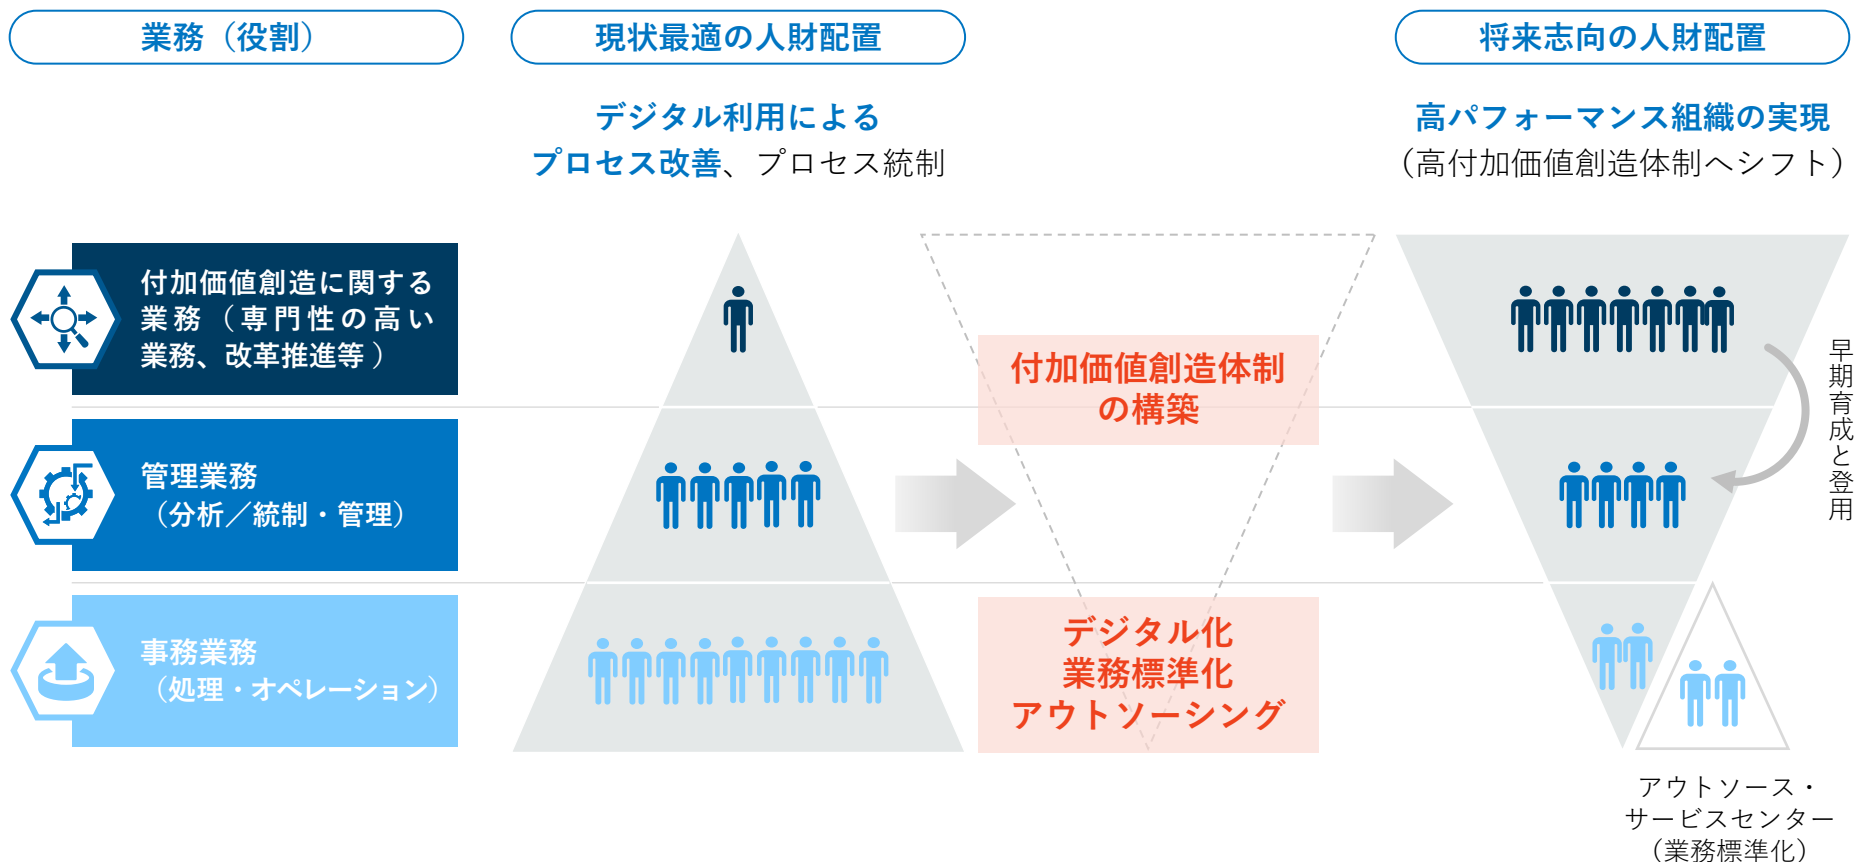 業務（役割）
現状最適の人財配置
将来志向の人財配置
デジタル利用による
プロセス改善、プロセス統制
高パフォーマンス組織の実現
（高付加価値創造体制へシフト）
付加価値創造に関する
業務（専門性の高い
業務、改革推進等）
管理業務
（分析／統制・管理）
事務業務
（処理・オペレーション）
付加価値創造体制
の構築
デジタル化
業務標準化
アウトソーシング
早期育成と登用
アウトソース・
サービスセンター
（業務標準化）